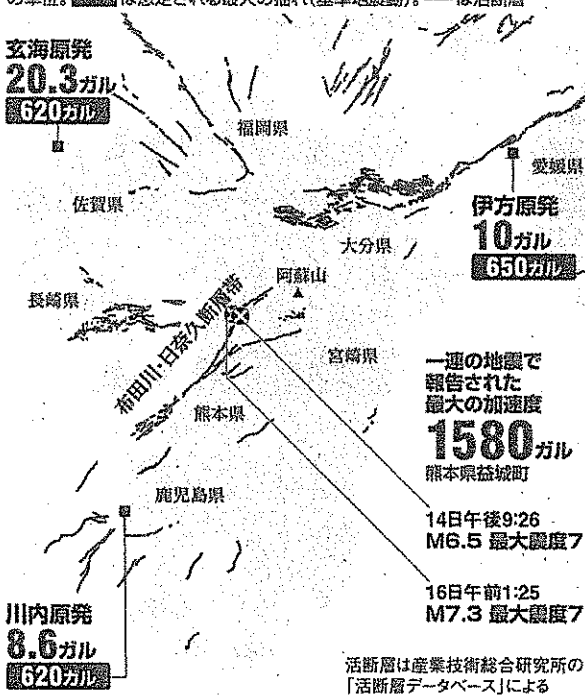 は想定される最大の揺れ(基準地震動)。
は活断層
玄海原発
20.3ガル
620ガル
福岡県
佐賀県
愛媛県
伊方原発
10ガル
650ガル
大分県
阿蘇山
長崎県
布田川・日奈久断層帯
宮崎県
熊本県
一連の地震で
報告された
最大の加速度
1580ガル
熊本県益城町
鹿児島県
14日午後9:26
M6.5 最大震度7
16日午前1:25
M7.3 最大震度7
川内原発
8.6ガル
620ガル
活断層は産業技術総合研究所の
「活断層データベース」による